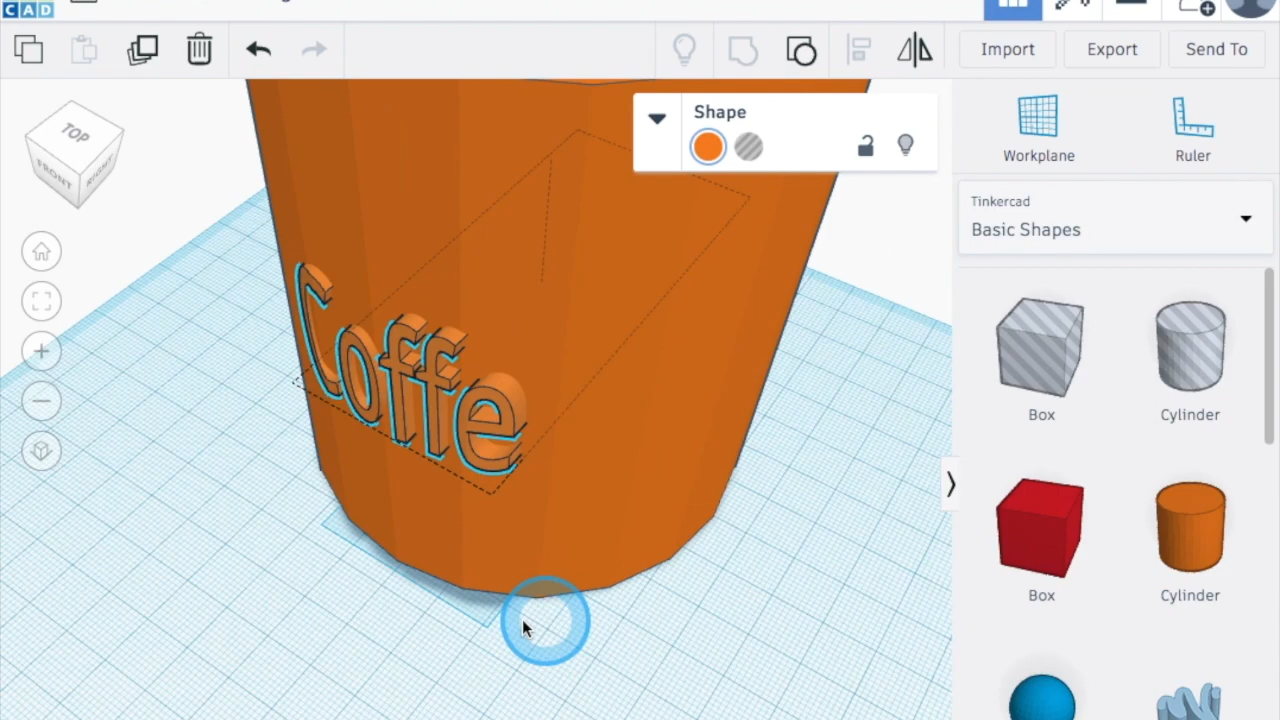 CAD
Import
Export
Send To
Shape
TOP
FRONT
RIGHT
Workplane
Ruler
Tinkercad
Basic Shapes
Box
Cylinder
Coffe
Box
Cylinder